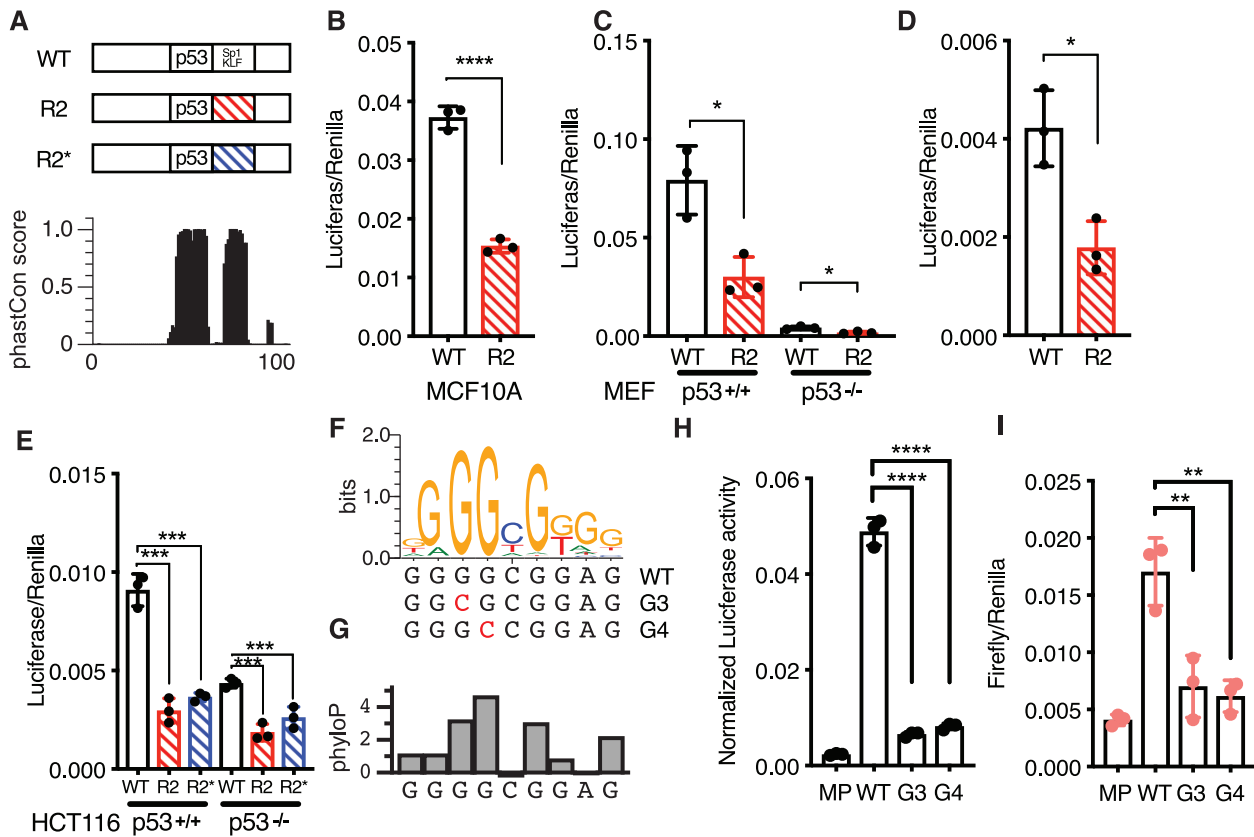 A
WT
p53
Sp1
KLF
R2
p53
R2*
p53
phastCon score
1.0
0.5
0
0
100
B
Luciferas/Renilla
0.05
0.04
0.03
0.02
0.01
0.00
****
WT R2
MCF10A
C
Luciferas/Renilla
0.15
0.10
0.05
0.00
*
*
WT R2 WT R2
MEF p53+/+ p53-/-
D
Luciferas/Renilla
0.006
0.004
0.002
0.000
*
WT R2
E
Luciferase/Renilla
0.015
0.010
0.005
0.000
***
***
***
***
WT R2 R2* WT R2 R2*
HCT116 p53+/+ p53-/-
F
bits
2.0
1.0
0.0
G G G G C G G A G WT
G G C G C G G A G G3
G G G C C G G A G G4
G
phyloP
4
2
0
G G G G C G G A G
H
Normalized Luciferase activity
0.06
0.04
0.02
0.00
****
****
MP WT G3 G4
I
Firefly/Renilla
0.025
0.020
0.015
0.010
0.005
0.000
**
**
MP WT G3 G4